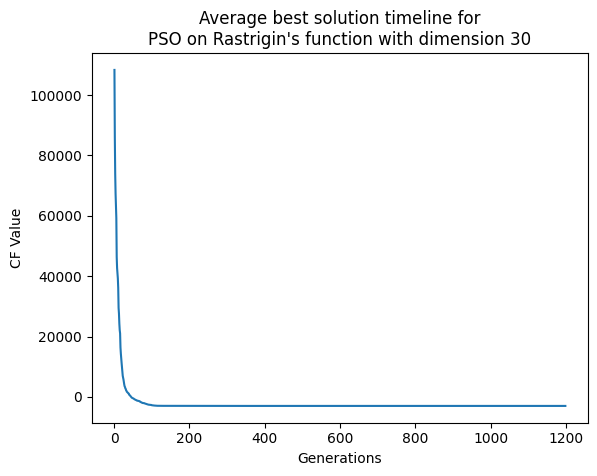 Average best solution timeline for
PSO on Rastrigin's function with dimension 30
100000
80000
60000
40000
20000
0
CF Value
0 200 400 600 800 1000 1200
Generations